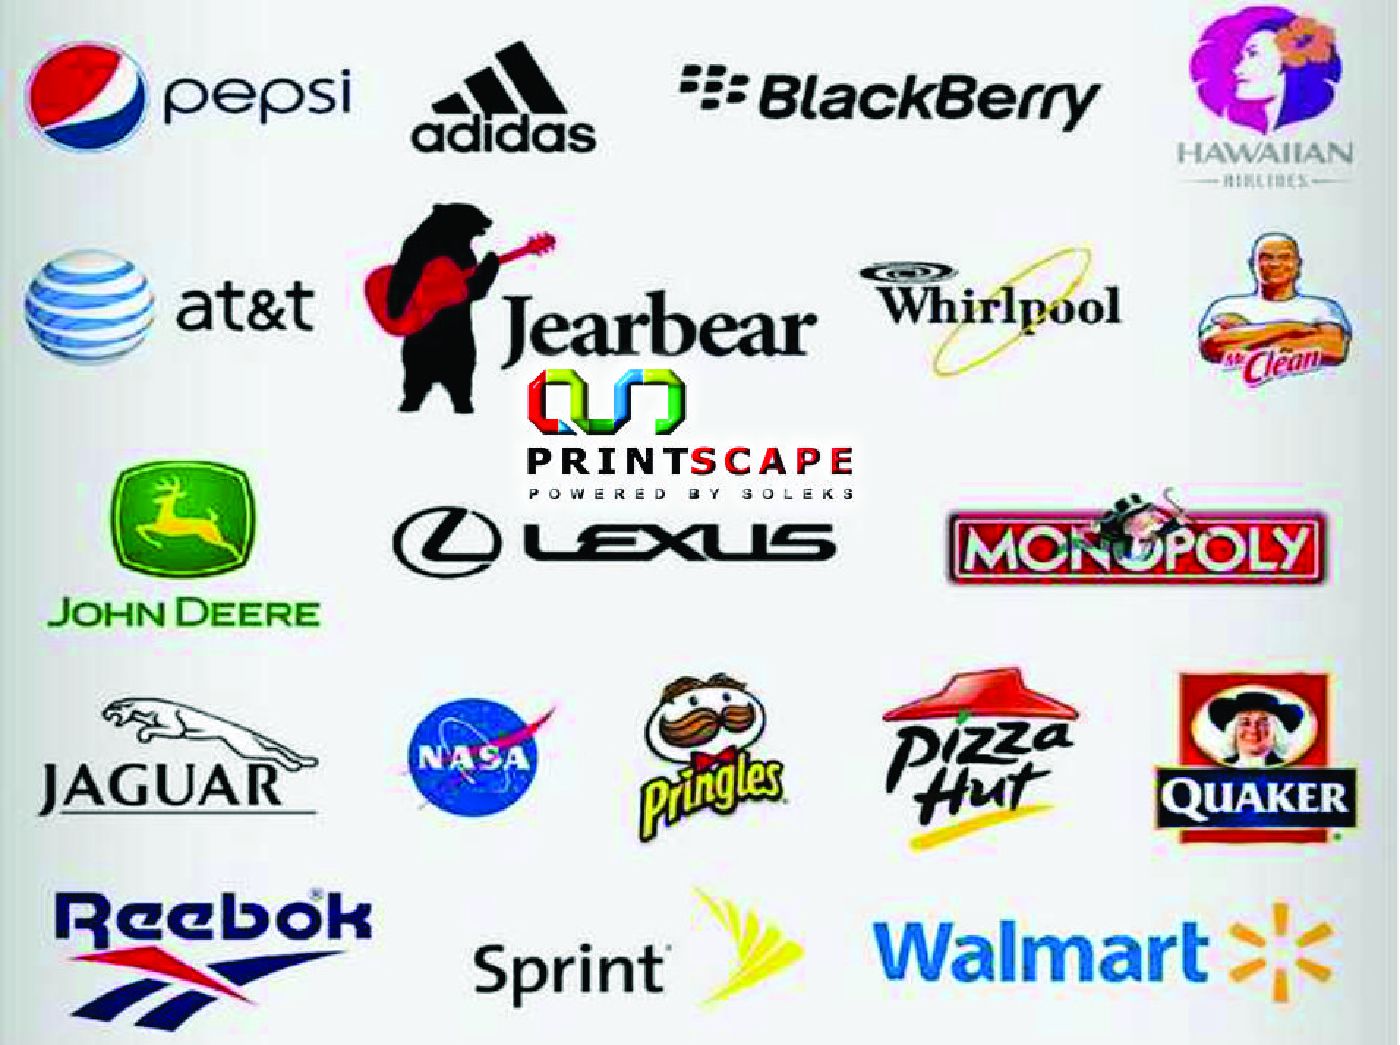 pepsi
adidas
BlackBerry
HAWAIIAN
AIRLINES
at&t
Jearbear
Whirlpool
Mr. Clean
PRINTSCAPE
POWERED BY SOLEKS
JOHN DEERE
LEXUS
MONOPOLY
JAGUAR
NASA
Pringles
Pizza
Hut
QUAKER
Reebok®
Sprint
Walmart